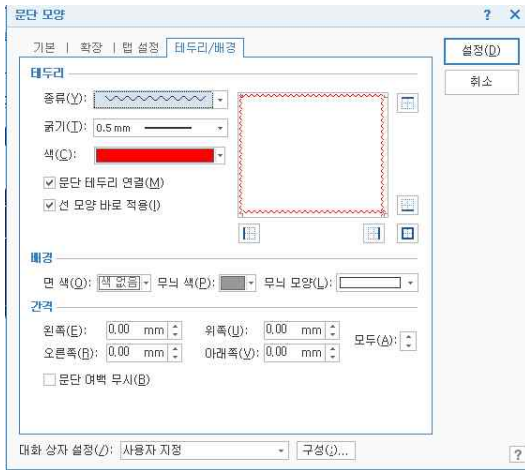 문단 모양 ? ×
기본 | 확장 | 탭 설정 테두리/배경
설정(D)
취소
테두리
종류(Y):
굵기(T): 0.5 mm
색(C):
문단 테두리 연결(M)
선 모양 바로 적용(I)
배경
면 색(O): 색 없음 무늬 색(P): 무늬 모양(L):
간격
왼쪽(E): 0.00 mm 위쪽(U): 0.00 mm 모두(A):
오른쪽(R): 0.00 mm 아래쪽(V): 0.00 mm
문단 여백 무시(B)
대화 상자 설정(/): 사용자 지정 구성(;)... ?